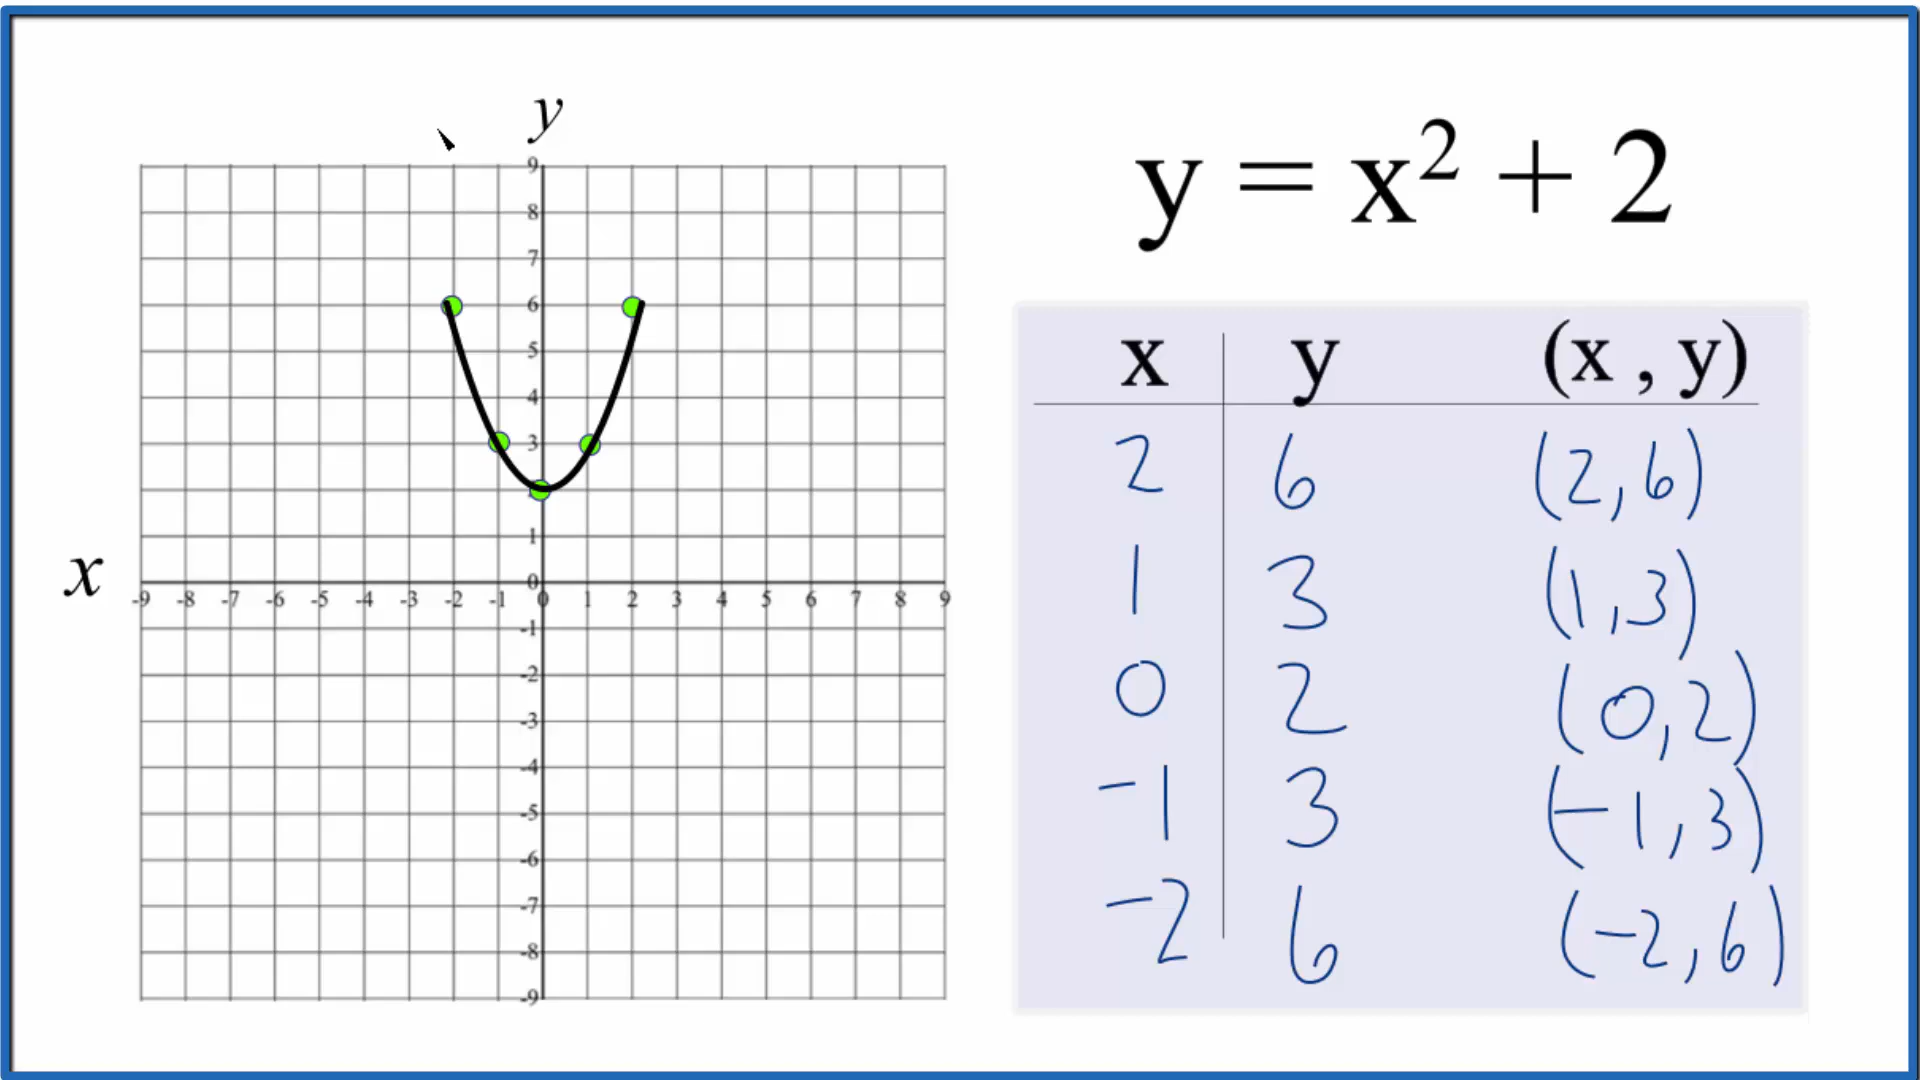 y
9
8
7
6
5
4
3
1
x
0
-9 -8 -7 -6 -5 -4 -3 -2 -1 0 1 2 3 4 5 6 7 8 9
-1
-2
-3
-4
-5
-6
-7
-8
-9
y = x² + 2
x y (x , y)
2 6 (2,6)
1 3 (1,3)
0 2 (0,2)
-1 3 (-1,3)
-2 6 (-2,6)